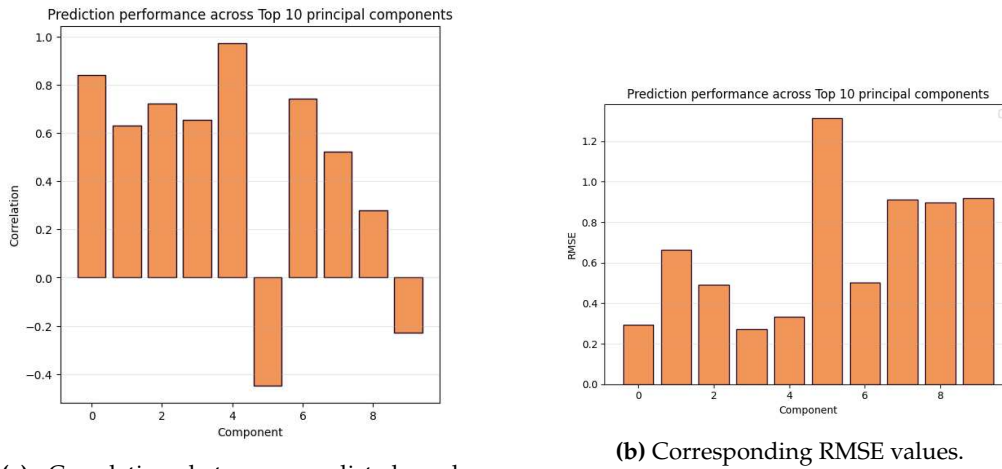 Prediction performance across Top 10 principal components
1.0
0.8
0.6
0.4
0.2
0.0
−0.2
−0.4
Correlation
0 2 4 6 8
Component
Prediction performance across Top 10 principal components
1.2
1.0
0.8
0.6
0.4
0.2
0.0
RMSE
0 2 4 6 8
Component
(b) Corresponding RMSE values.